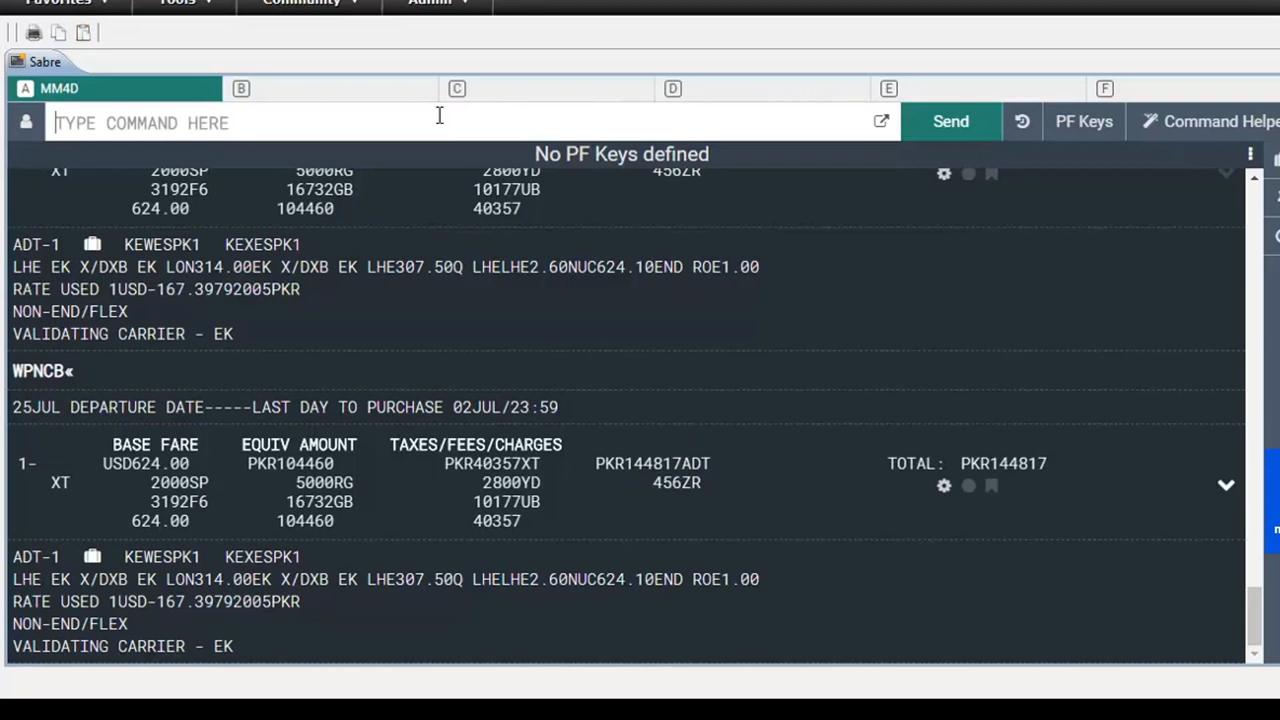 Favorites Tools Community Admin
Sabre
A MM4D B C D E F
TYPE COMMAND HERE Send PF Keys Command Helpe
No PF Keys defined
XT 2000SP 5000RG 2800YD 456ZR
3192F6 16732GB 10177UB
624.00 104460 40357
ADT-1 KEWESPK1 KEXESPK1
LHE EK X/DXB EK LON314.00EK X/DXB EK LHE307.50Q LHELHE2.60NUC624.10END ROE1.00
RATE USED 1USD-167.39792005PKR
NON-END/FLEX
VALIDATING CARRIER - EK
WPNCB«
25JUL DEPARTURE DATE-----LAST DAY TO PURCHASE 02JUL/23:59
BASE FARE EQUIV AMOUNT TAXES/FEES/CHARGES
1- USD624.00 PKR104460 PKR40357XT PKR144817ADT TOTAL: PKR144817
XT 2000SP 5000RG 2800YD 456ZR
3192F6 16732GB 10177UB
624.00 104460 40357
ADT-1 KEWESPK1 KEXESPK1
LHE EK X/DXB EK LON314.00EK X/DXB EK LHE307.50Q LHELHE2.60NUC624.10END ROE1.00
RATE USED 1USD-167.39792005PKR
NON-END/FLEX
VALIDATING CARRIER - EK